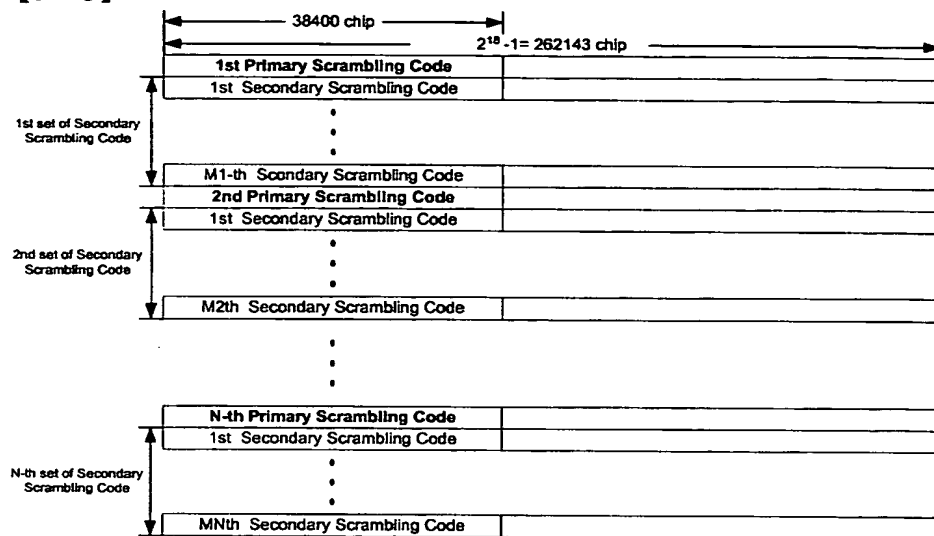 38400 chip
2¹⁸ -1= 262143 chip
1st Primary Scrambling Code
1st Secondary Scrambling Code
1st set of Secondary
Scrambling Code
M1-th Scondary Scrambling Code
2nd Primary Scrambling Code
1st Secondary Scrambling Code
2nd set of Secondary
Scrambling Code
M2th Secondary Scrambling Code
N-th Primary Scrambling Code
1st Secondary Scrambling Code
N-th set of Secondary
Scrambling Code
MNth Secondary Scrambling Code